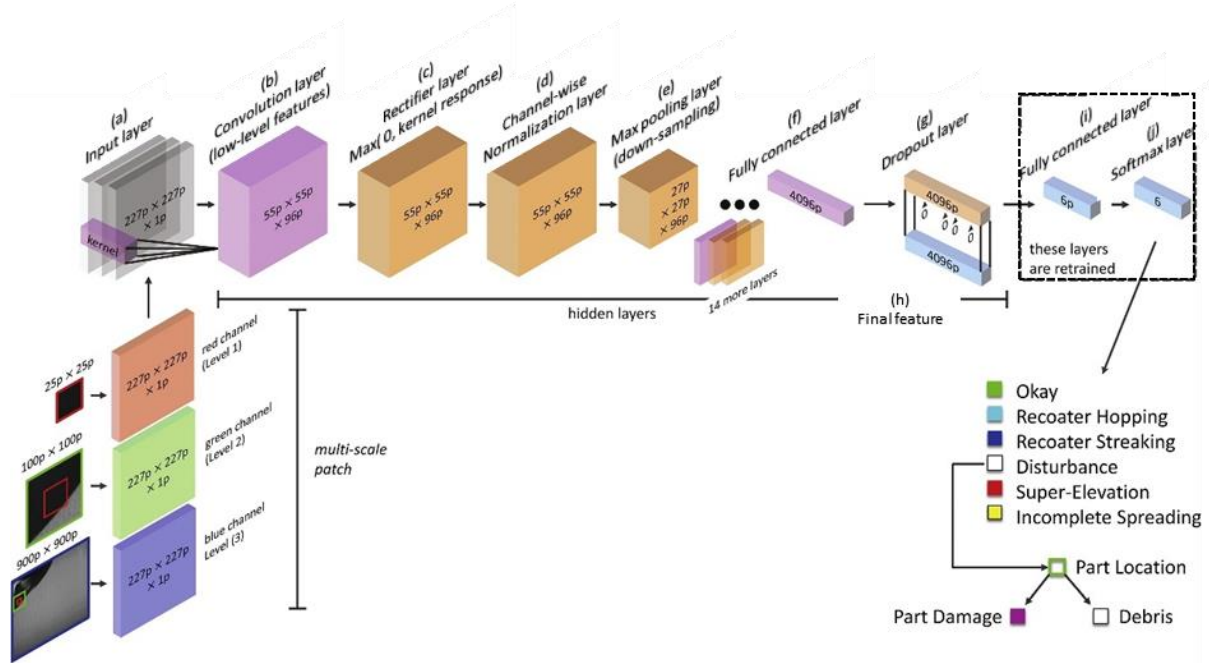 (a)
Input layer
(b)
Convolution layer
(low-level features)
(c)
Rectifier layer
Max( 0, kernel response)
(d)
Channel-wise
Normalization layer
(e)
Max pooling layer
(down-sampling)
(f)
Fully connected layer
(g)
Dropout layer
(i)
Fully connected layer
(j)
Softmax layer
227p × 227p
× 1p
kernel
55p × 55p
× 96p
55p × 55p
× 96p
55p × 55p
× 96p
27p
× 27p
× 96p
4096p
4096p
0 0 0 0
4096p
6p
6
these layers
are retrained
14 more layers
hidden layers
(h)
Final feature
25p × 25p
227p × 227p
× 1p
red channel
(Level 1)
100p × 100p
227p × 227p
× 1p
green channel
(Level 2)
900p × 900p
227p × 227p
× 1p
blue channel
Level (3)
multi-scale
patch
Okay
Recoater Hopping
Recoater Streaking
Disturbance
Super-Elevation
Incomplete Spreading
Part Location
Part Damage
Debris